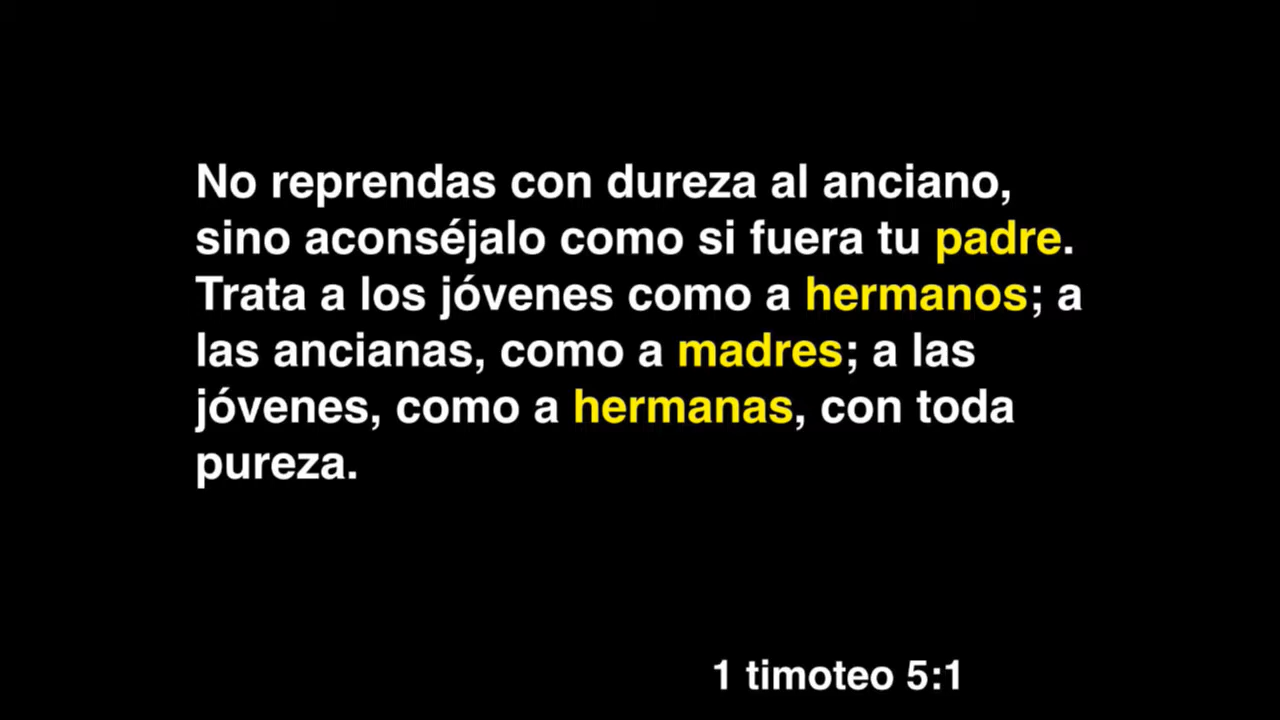 No reprendas con dureza al anciano,
sino aconséjalo como si fuera tu padre.
Trata a los jóvenes como a hermanos; a
las ancianas, como a madres; a las
jóvenes, como a hermanas, con toda
pureza.
1 timoteo 5:1